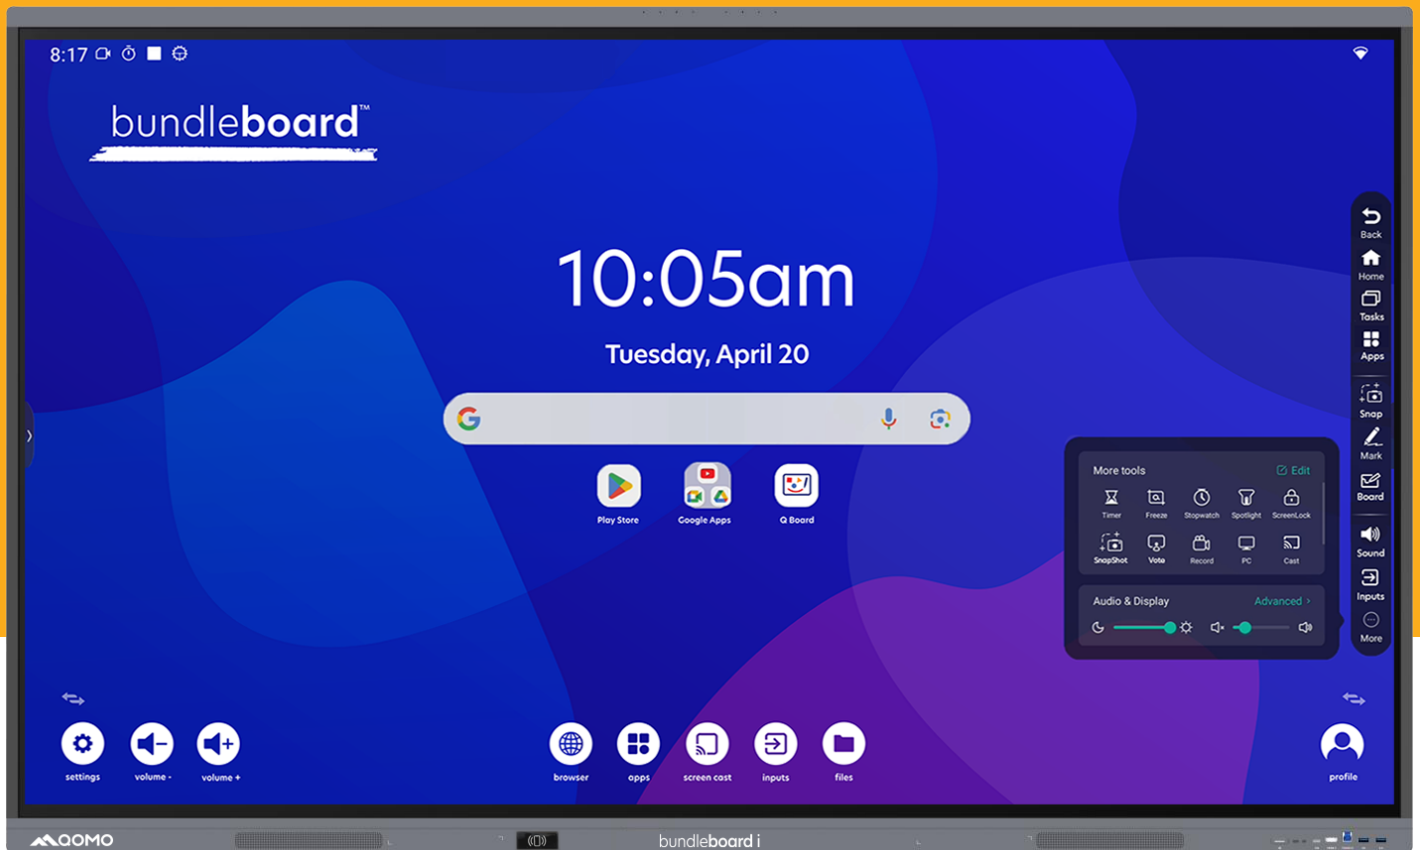 8:17
bundleboard™
10:05am
Tuesday, April 20
Play Store
Google Apps
Q Board
Back
Home
Tasks
Apps
Snap
Mark
Board
Sound
Inputs
More
More tools
Edit
Timer
Freeze
Stopwatch
Spotlight
ScreenLock
SnapShot
Vote
Record
PC
Cast
Audio & Display
Advanced ›
settings
volume -
volume +
browser
apps
screen cast
inputs
files
profile
QOMO
bundleboard i